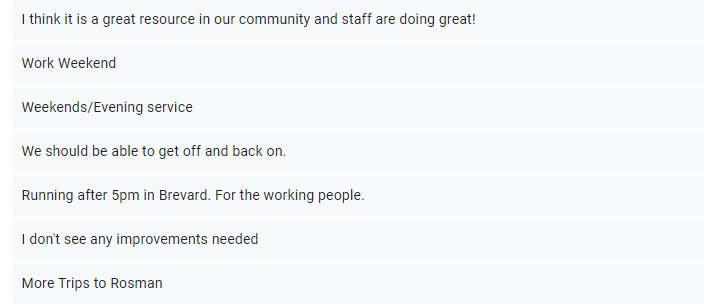 I think it is a great resource in our community and staff are doing great!
Work Weekend
Weekends/Evening service
We should be able to get off and back on.
Running after 5pm in Brevard. For the working people.
I don't see any improvements needed
More Trips to Rosman